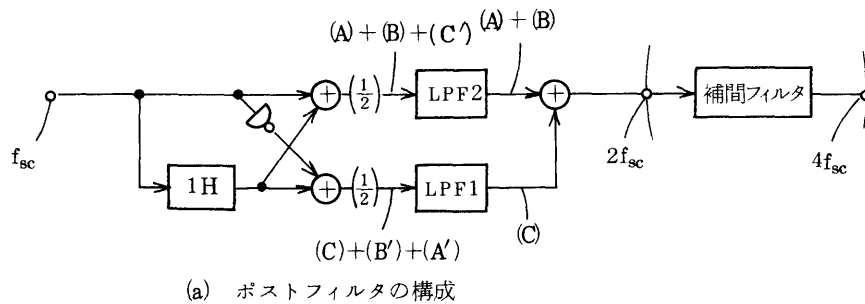 (A)+(B)+(C′) (A)+(B)
(1/2) LPF2 補間フィルタ
f_sc 2f_sc 4f_sc
1H (1/2) LPF1
(C)
(C)+(B′)+(A′)
(a) ポストフィルタの構成